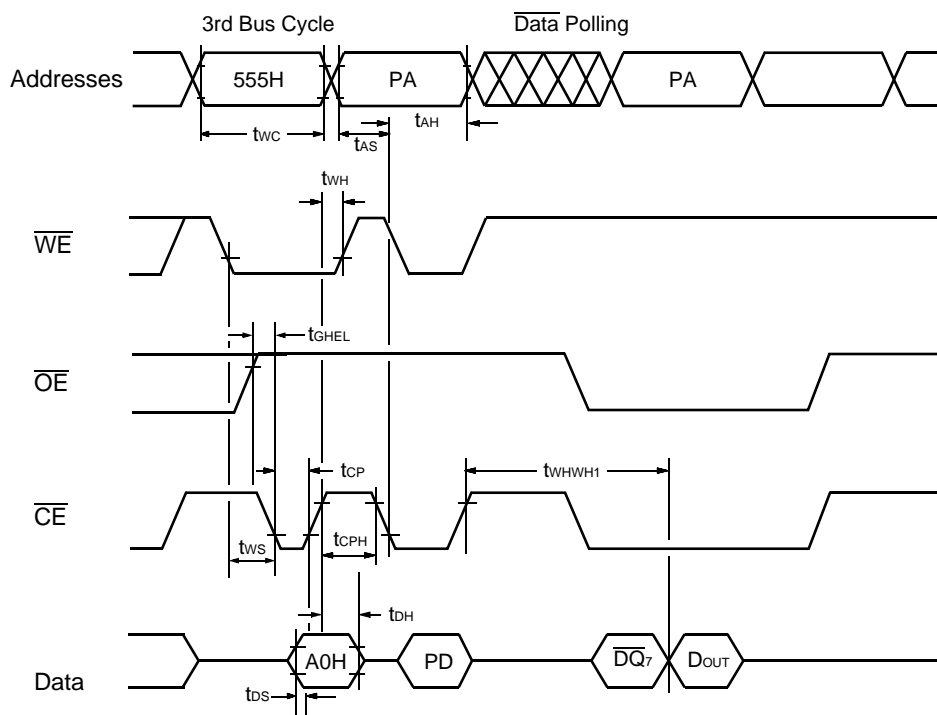 3rd Bus Cycle
Data Polling
Addresses
555H
PA
PA
tWC
tAS
tAH
tWH
WE
tGHEL
OE
tCP
tWHWH1
CE
tWS
tCPH
tDH
Data
A0H
PD
DQ7
DOUT
tDS